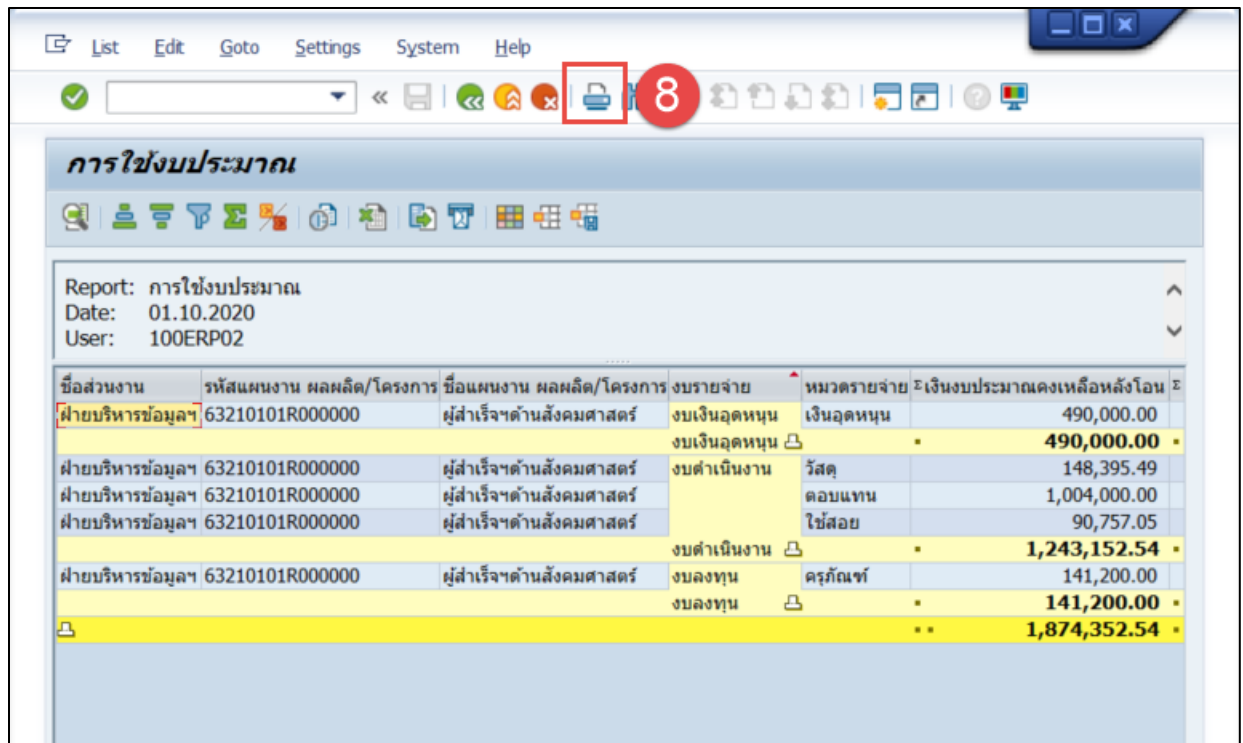 List Edit Goto Settings System Help
8
การใช้งบประมาณ
Report: การใช้งบประมาณ
Date: 01.10.2020
User: 100ERP02
ชื่อส่วนงาน รหัสแผนงาน ผลผลิต/โครงการ ชื่อแผนงาน ผลผลิต/โครงการ งบรายจ่าย หมวดรายจ่าย Σ เงินงบประมาณคงเหลือหลังโอน Σ
ฝ่ายบริหารข้อมูลฯ 63210101R000000 ผู้สำเร็จฯด้านสังคมศาสตร์ งบเงินอุดหนุน เงินอุดหนุน 490,000.00
งบเงินอุดหนุน 490,000.00
ฝ่ายบริหารข้อมูลฯ 63210101R000000 ผู้สำเร็จฯด้านสังคมศาสตร์ งบดำเนินงาน วัสดุ 148,395.49
ฝ่ายบริหารข้อมูลฯ 63210101R000000 ผู้สำเร็จฯด้านสังคมศาสตร์ ตอบแทน 1,004,000.00
ฝ่ายบริหารข้อมูลฯ 63210101R000000 ผู้สำเร็จฯด้านสังคมศาสตร์ ใช้สอย 90,757.05
งบดำเนินงาน 1,243,152.54
ฝ่ายบริหารข้อมูลฯ 63210101R000000 ผู้สำเร็จฯด้านสังคมศาสตร์ งบลงทุน ครุภัณฑ์ 141,200.00
งบลงทุน 141,200.00
1,874,352.54